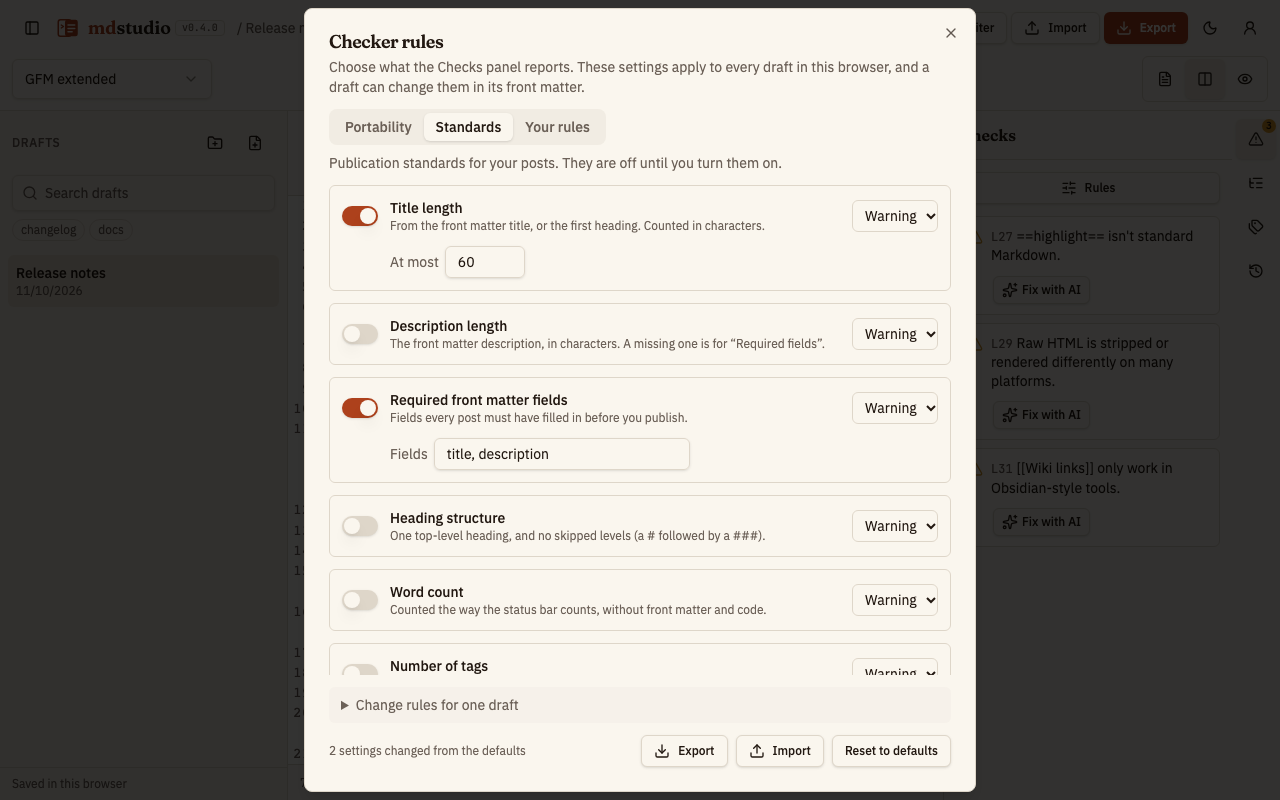 mdstudio v0.4.0 / Release
Import
Export
GFM extended
DRAFTS
Search drafts
changelog docs
Release notes
11/10/2026
Saved in this browser
Checker rules
Choose what the Checks panel reports. These settings apply to every draft in this browser, and a
draft can change them in its front matter.
Portability Standards Your rules
Publication standards for your posts. They are off until you turn them on.
Title length
From the front matter title, or the first heading. Counted in characters.
Warning
At most 60
Description length
The front matter description, in characters. A missing one is for “Required fields”.
Warning
Required front matter fields
Fields every post must have filled in before you publish.
Warning
Fields title, description
Heading structure
One top-level heading, and no skipped levels (a # followed by a ###).
Warning
Word count
Counted the way the status bar counts, without front matter and code.
Warning
Number of tags
Warning
Change rules for one draft
2 settings changed from the defaults
Export Import Reset to defaults
3
Rules
L27 ==highlight== isn't standard
Markdown.
Fix with AI
L29 Raw HTML is stripped or
rendered differently on many
platforms.
Fix with AI
L31 [[Wiki links]] only work in
Obsidian-style tools.
Fix with AI